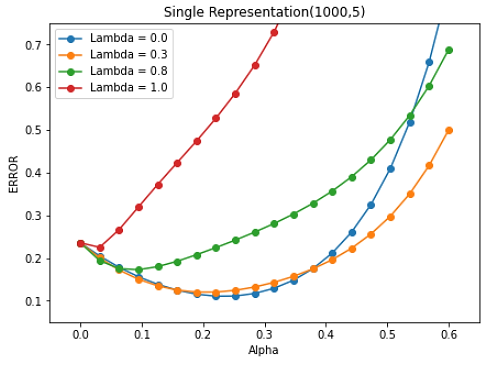 Single Representation(1000,5)
Lambda = 0.0
Lambda = 0.3
Lambda = 0.8
Lambda = 1.0
0.7
0.6
0.5
0.4
0.3
0.2
0.1
ERROR
0.0 0.1 0.2 0.3 0.4 0.5 0.6
Alpha